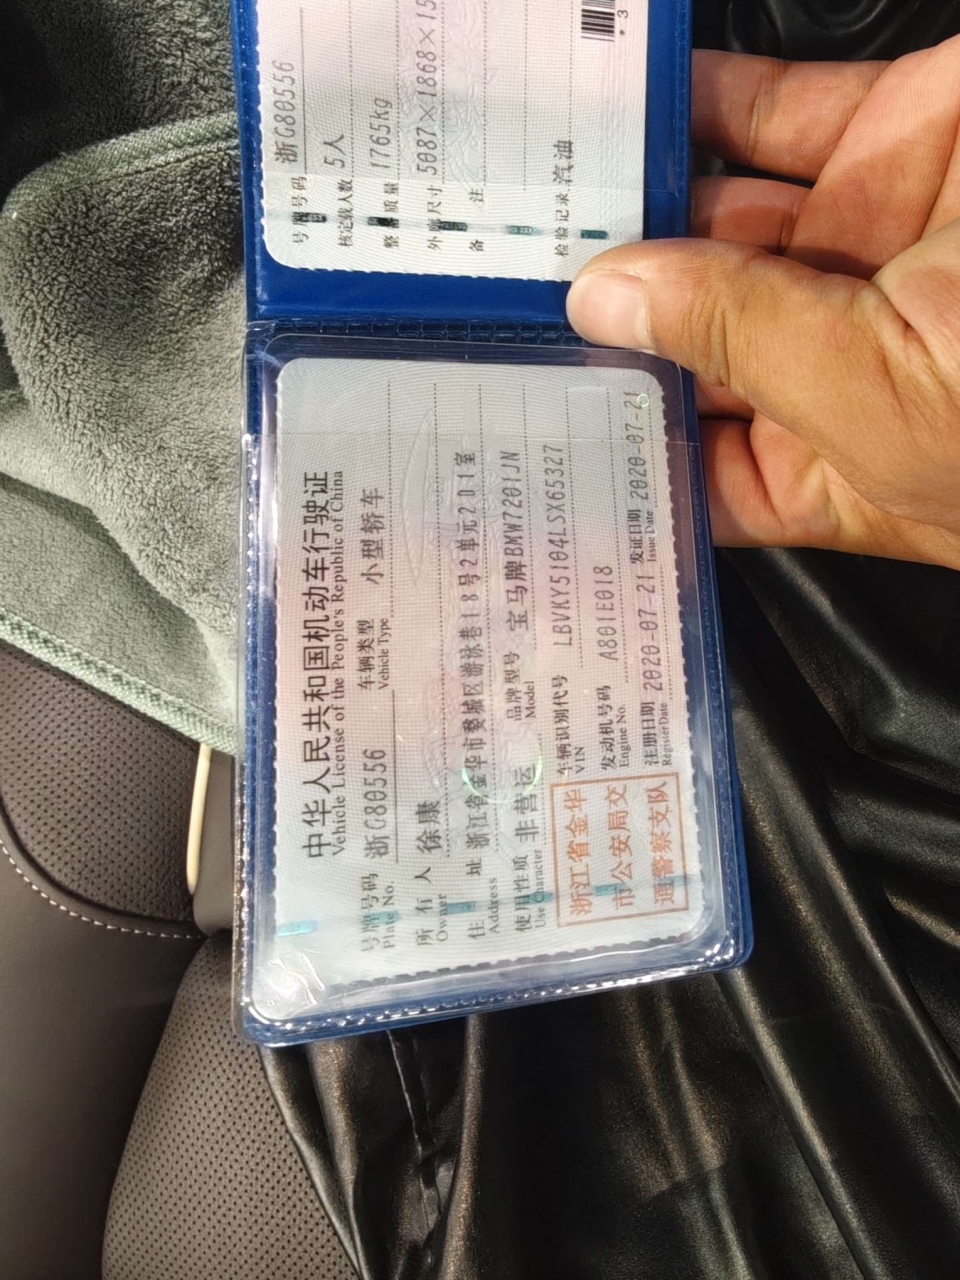 中华人民共和国机动车行驶证
Vehicle License of the People's Republic of China
号牌号码 浙G80556 车辆类型 小型轿车
Plate No. Vehicle Type
所有人 徐康
Owner
住址 浙江省金华市婺城区游泳巷18号2单元201室
Address
使用性质 非营运 品牌型号 宝马牌BMW7201JN
Use Character Model
浙江省金华
市公安局交
通警察支队
车辆识别代号 LBVKY5104LSX65327
VIN
发动机号码 A801E018
Engine No.
注册日期 2020-07-21 发证日期 2020-07-21
Register Date Issue Date
号牌号码 浙G80556
核定载人数 5人
整备质量 1765kg
外廓尺寸 5087×1868×15
备注
检验记录 汽油
*3